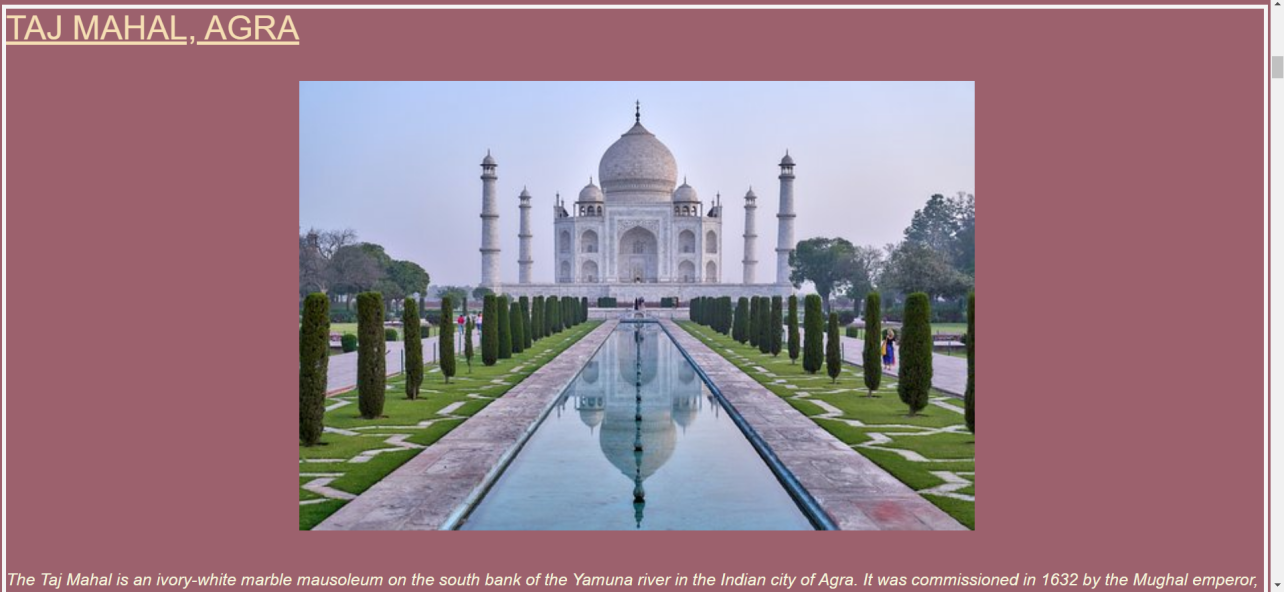 TAJ MAHAL, AGRA
The Taj Mahal is an ivory-white marble mausoleum on the south bank of the Yamuna river in the Indian city of Agra. It was commissioned in 1632 by the Mughal emperor,